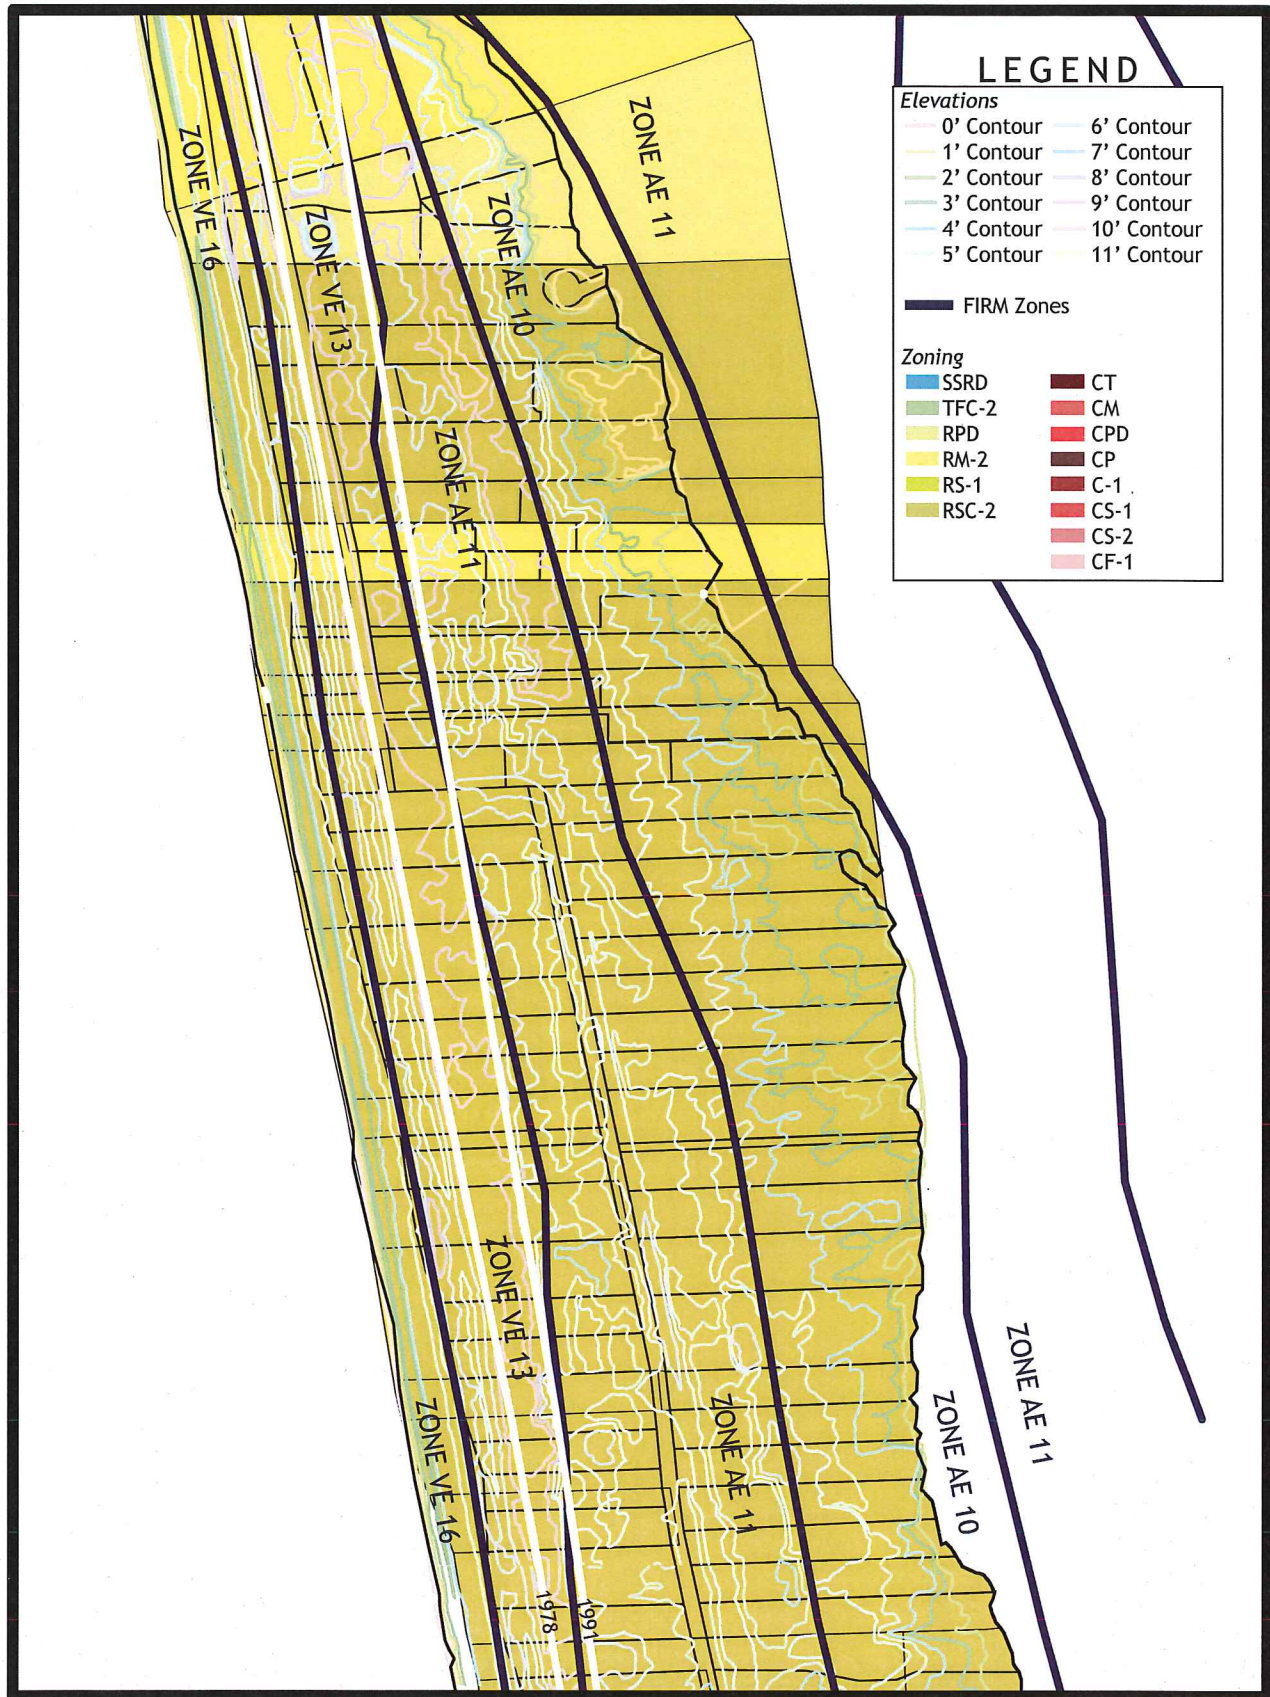 LEGEND
Elevations
0' Contour
1' Contour
2' Contour
3' Contour
4' Contour
5' Contour
6' Contour
7' Contour
8' Contour
9' Contour
10' Contour
11' Contour
FIRM Zones
Zoning
SSRD
TFC-2
RPD
RM-2
RS-1
RSC-2
CT
CM
CPD
CP
C-1
CS-1
CS-2
CF-1
ZONE VE 16
ZONE VE 13
ZONE AE 10
ZONE AE 11
ZONE AE 11
ZONE VE 13
ZONE VE 16
ZONE AE 11
ZONE AE 10
ZONE AE 11
1978
1991